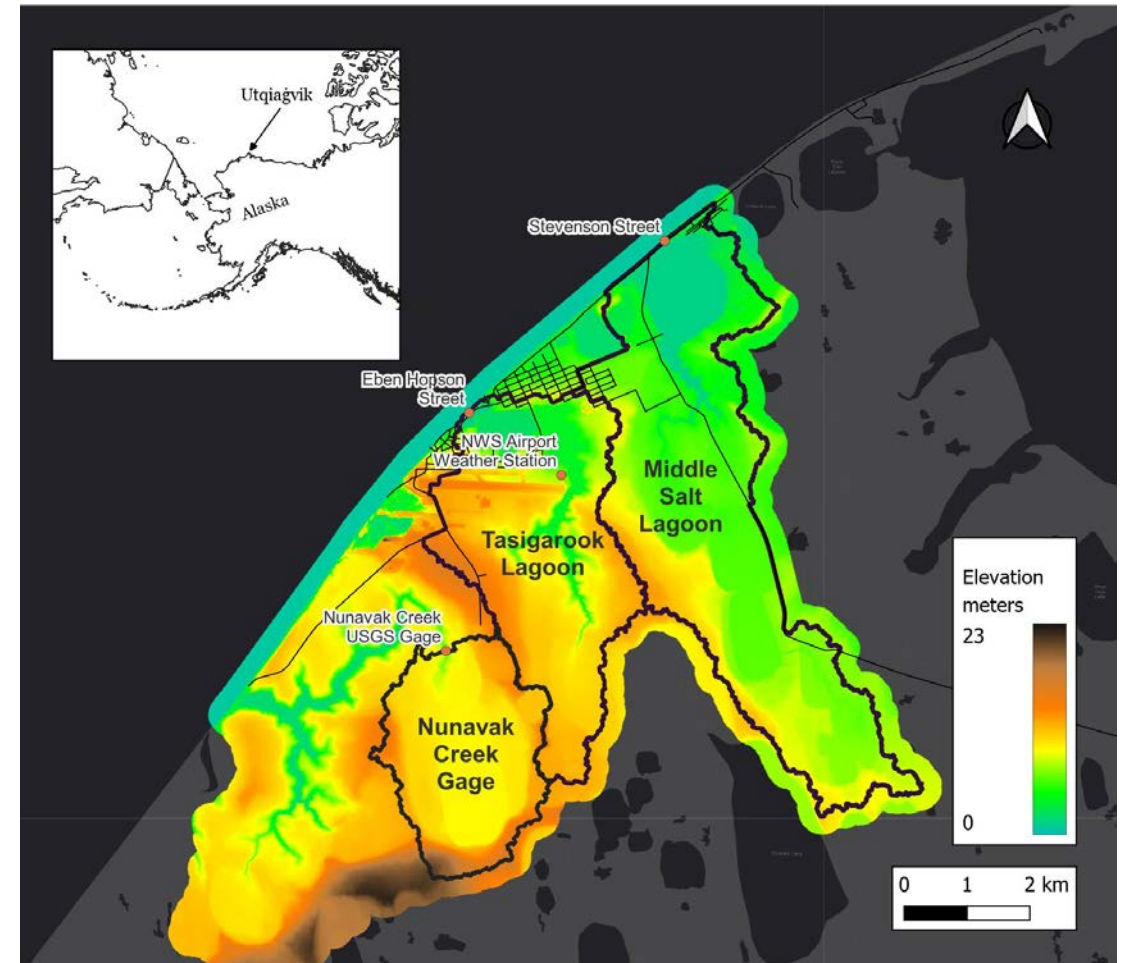 Utqiaġvik
Alaska
Stevenson Street
Eben Hopson
Street
NWS Airport
Weather Station
Middle
Salt
Lagoon
Tasigarook
Lagoon
Nunavak Creek
USGS Gage
Nunavak
Creek
Gage
Elevation
meters
23
0
0 1 2 km